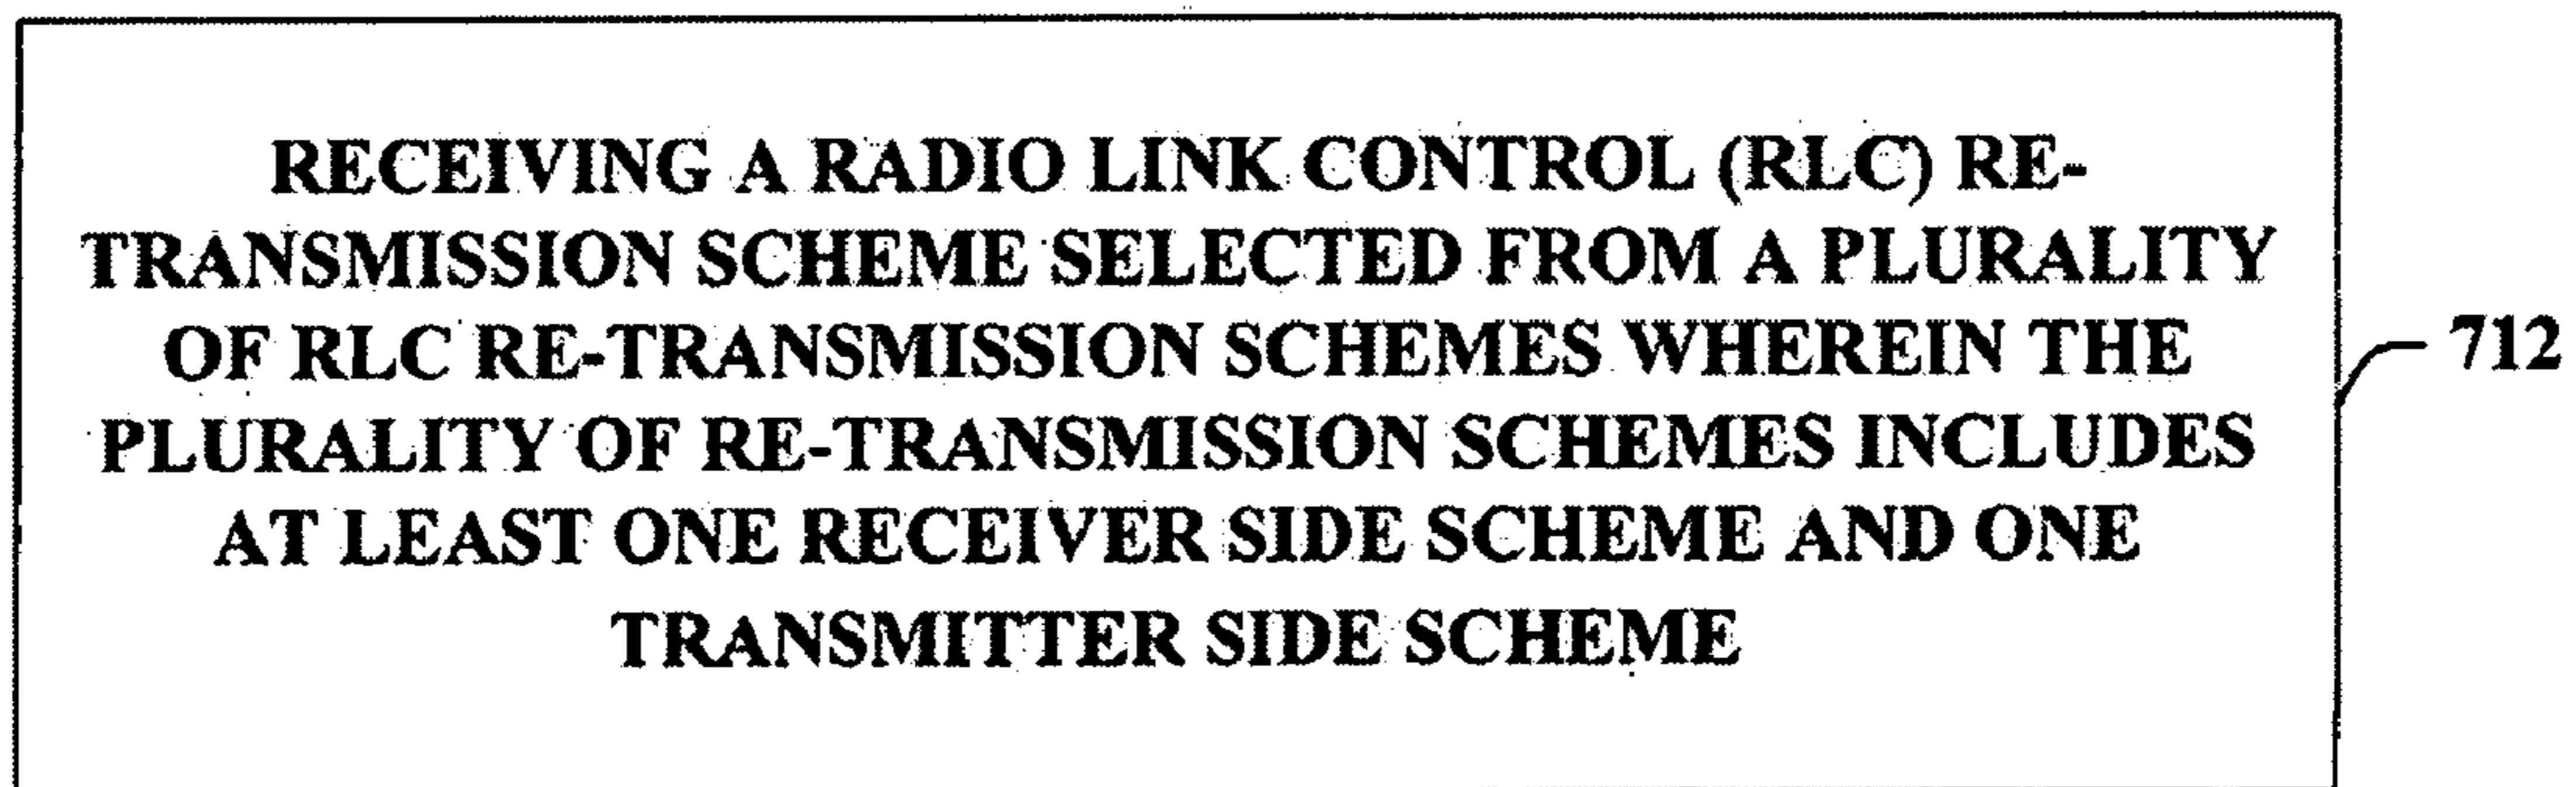 RECEIVING A RADIO LINK CONTROL (RLC) RE-
TRANSMISSION SCHEME SELECTED FROM A PLURALITY
OF RLC RE-TRANSMISSION SCHEMES WHEREIN THE
PLURALITY OF RE-TRANSMISSION SCHEMES INCLUDES
AT LEAST ONE RECEIVER SIDE SCHEME AND ONE
TRANSMITTER SIDE SCHEME
712